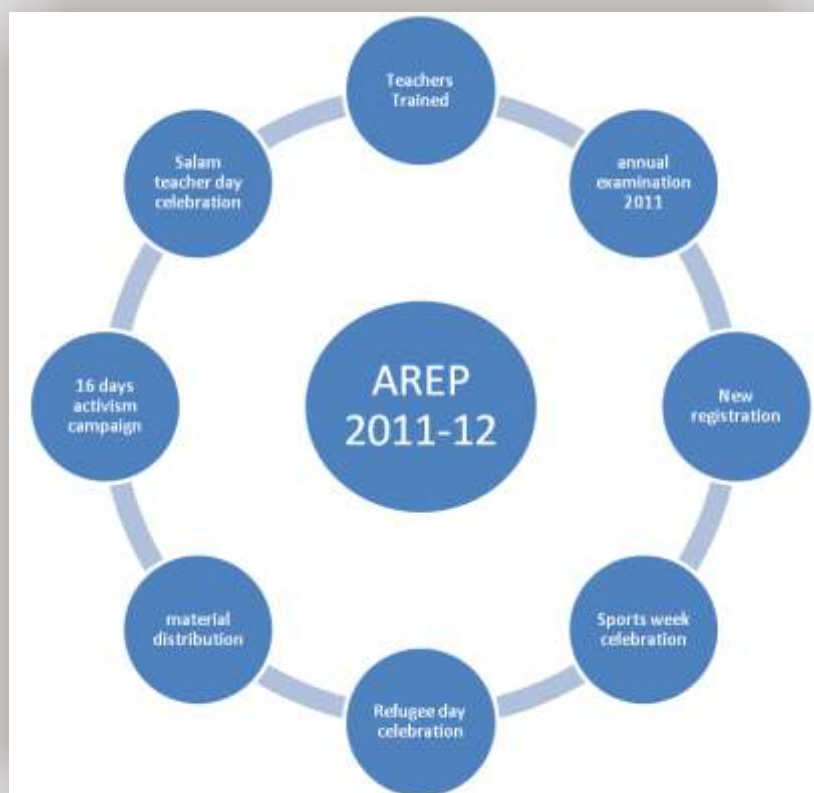 Teachers
Trained
annual
examination
2011
New
registration
Sports week
celebration
Refugee day
celebration
material
distribution
16 days
activism
campaign
Salam
teacher day
celebration
AREP
2011-12